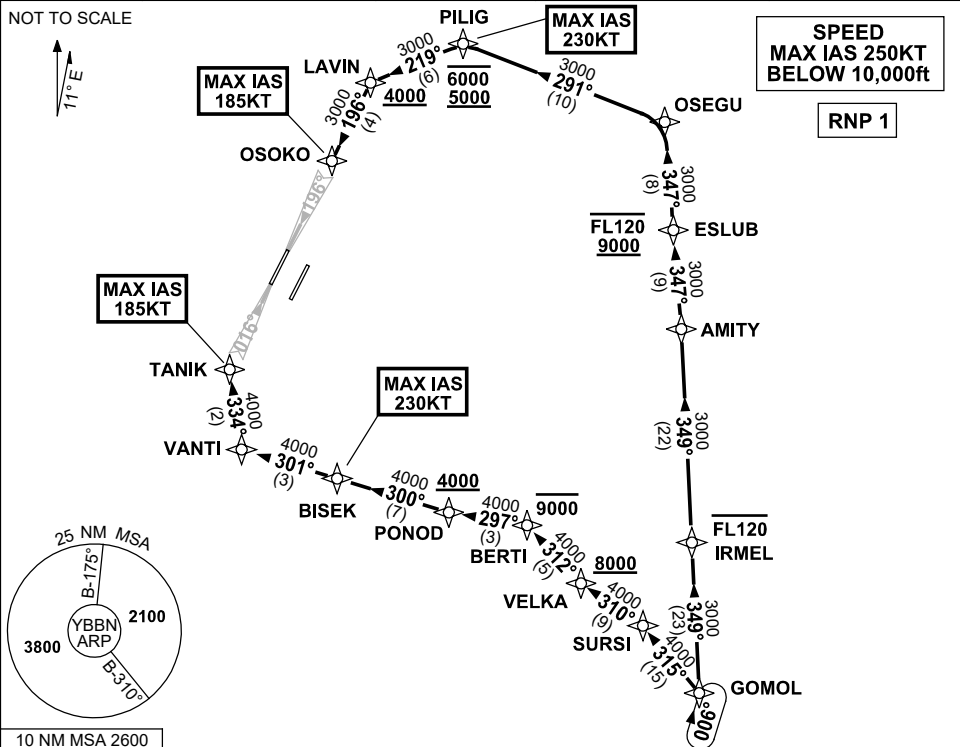 NOT TO SCALE
11° E
PILIG
MAX IAS
230KT
SPEED
MAX IAS 250KT
BELOW 10,000ft
RNP 1
LAVIN
3000
219°
(6)
6000
5000
4000
3000
291°
(10)
OSEGU
MAX IAS
185KT
3000
196°
(4)
OSOKO
196°
3000
347°
(8)
FL120
9000
ESLUB
3000
347°
(9)
AMITY
MAX IAS
185KT
016°
TANIK
4000
334°
(2)
VANTI
MAX IAS
230KT
4000
301°
(3)
BISEK
4000
300°
(7)
4000
PONOD
4000
297°
(3)
9000
BERTI
4000
312°
(5)
8000
VELKA
4000
310°
(9)
SURSI
4000
315°
(15)
3000
349°
(22)
FL120
IRMEL
3000
349°
(23)
GOMOL
006°
25 NM MSA
B-175°
YBBN
ARP
2100
3800
B-310°
10 NM MSA 2600